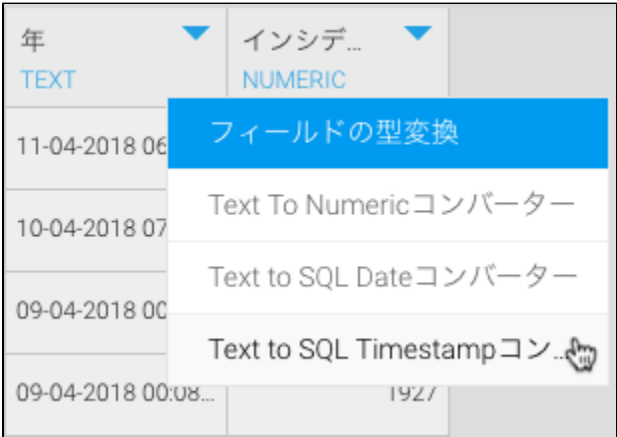 年
インシデ...
TEXT
NUMERIC
フィールドの型変換
11-04-2018 06
Text To Numericコンバーター
10-04-2018 07
Text to SQL Dateコンバーター
09-04-2018 00
Text to SQL Timestampコン...
09-04-2018 00:08...
1927